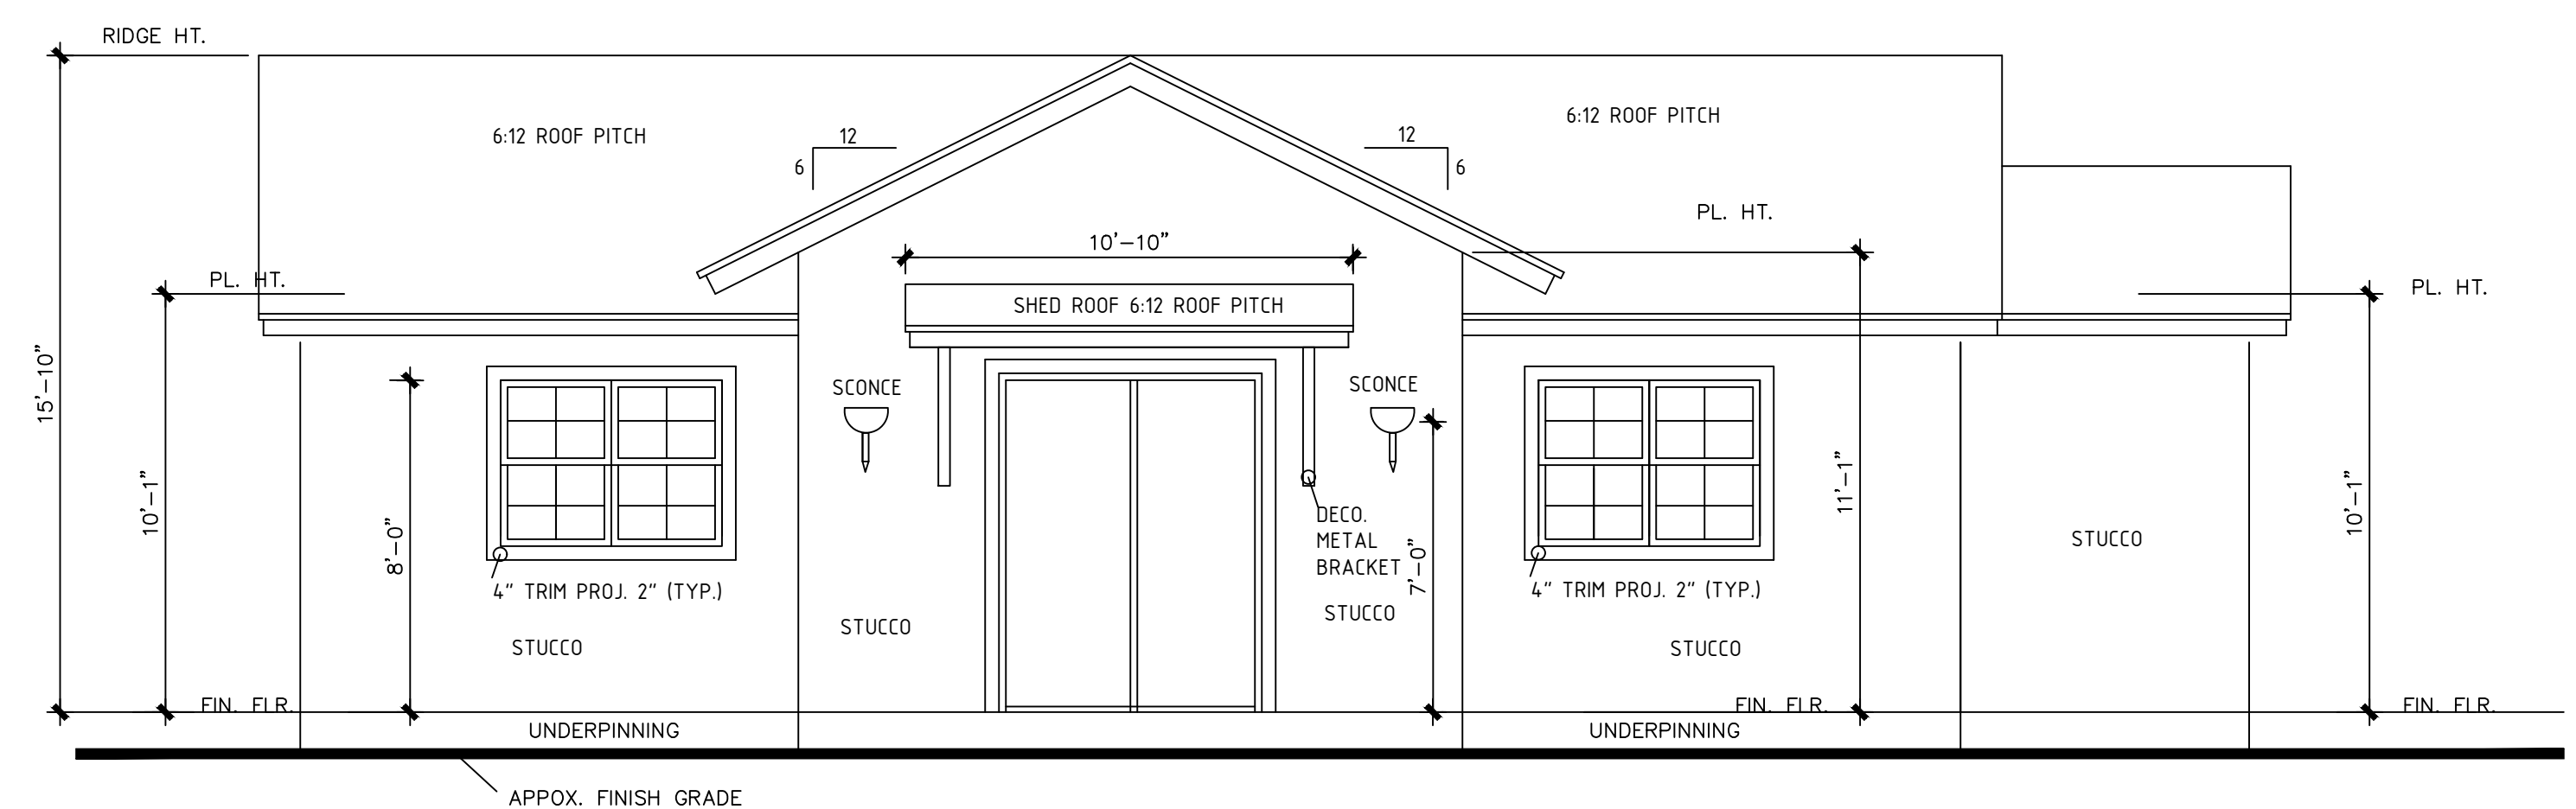 RIDGE HT.
6:12 ROOF PITCH
12
6
12
6
6:12 ROOF PITCH
PL. HT.
10'-10"
PL. HT.
PL. HT.
SHED ROOF 6:12 ROOF PITCH
15'-10"
10'-1"
8'-0"
SCONCE
SCONCE
DECO.
METAL
BRACKET
7'-0"
11'-1"
10'-1"
STUCCO
4" TRIM PROJ. 2" (TYP.)
4" TRIM PROJ. 2" (TYP.)
STUCCO
STUCCO
STUCCO
STUCCO
FIN. FLR.
FIN. FLR.
FIN. FLR.
UNDERPINNING
UNDERPINNING
APPOX. FINISH GRADE